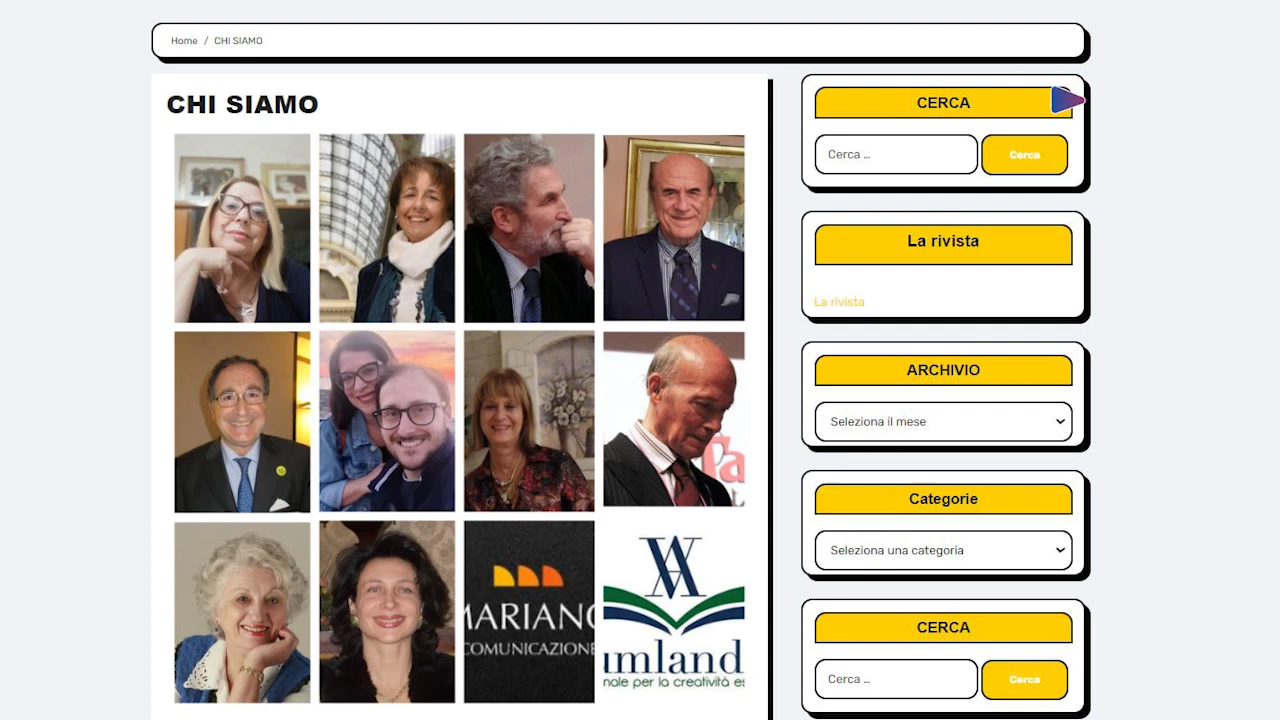 Home / CHI SIAMO
CHI SIAMO
MARIANO
COMUNICAZIONE
CERCA
Cerca …
Cerca
La rivista
La rivista
ARCHIVIO
Seleziona il mese
Categorie
Seleziona una categoria
CERCA
Cerca …
Cerca